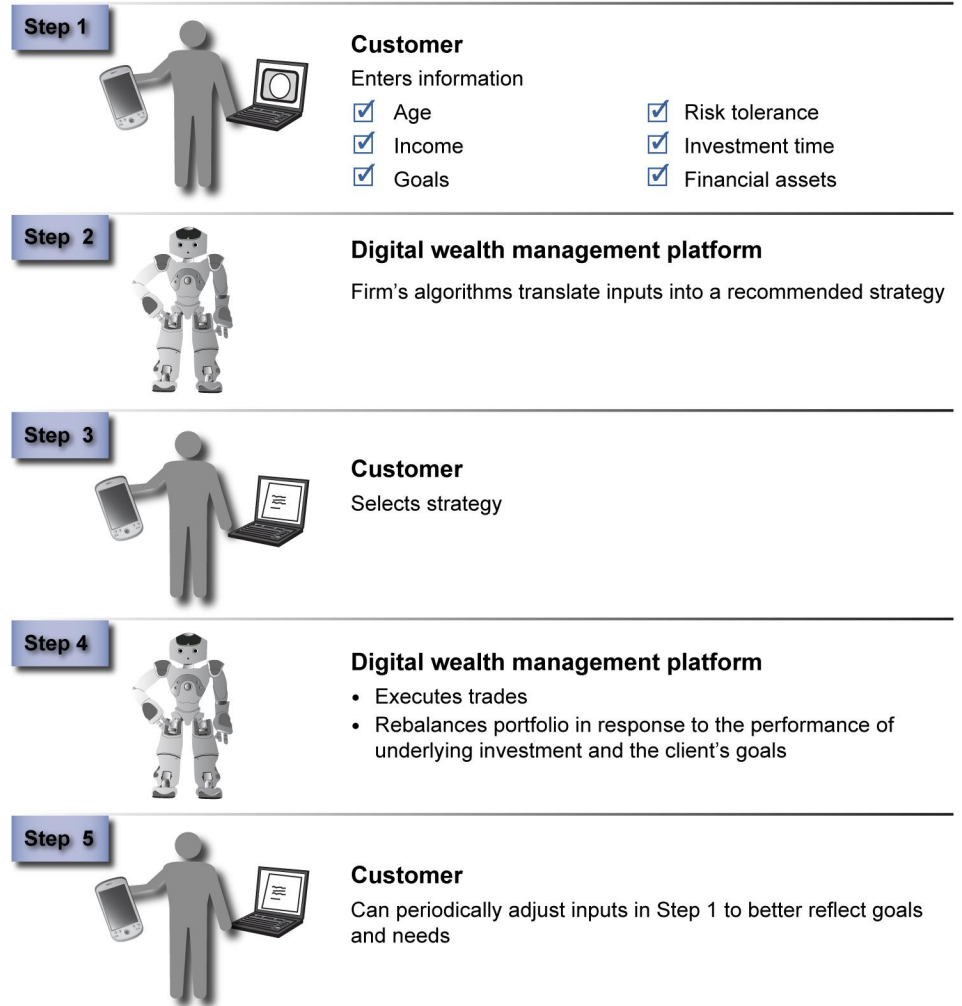 Step 1
Customer
Enters information
Age
Income
Goals
Risk tolerance
Investment time
Financial assets
Step 2
Digital wealth management platform
Firm's algorithms translate inputs into a recommended strategy
Step 3
Customer
Selects strategy
Step 4
Digital wealth management platform
• Executes trades
• Rebalances portfolio in response to the performance of
underlying investment and the client's goals
Step 5
Customer
Can periodically adjust inputs in Step 1 to better reflect goals
and needs